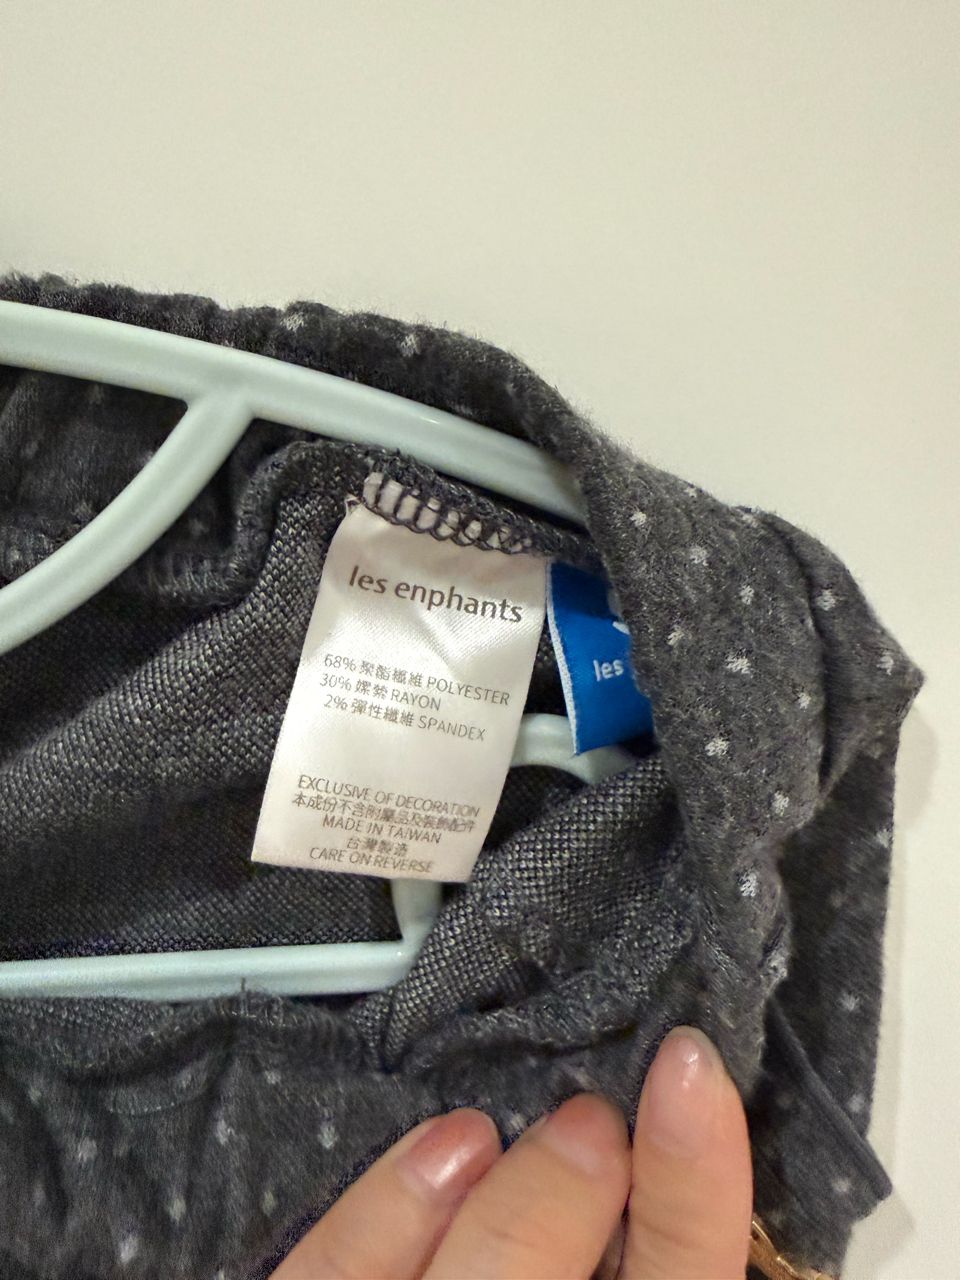 les enphants
68% 聚酯纖維 POLYESTER
30% 嫘縈 RAYON
2% 彈性纖維 SPANDEX
EXCLUSIVE OF DECORATION
本成份不含附屬品及裝飾配件
MADE IN TAIWAN
台灣製造
CARE ON REVERSE
les